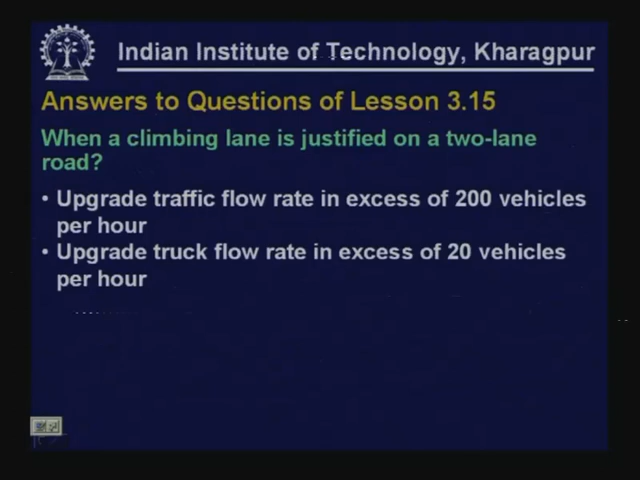 Indian Institute of Technology, Kharagpur
Answers to Questions of Lesson 3.15
When a climbing lane is justified on a two-lane
road?
• Upgrade traffic flow rate in excess of 200 vehicles
per hour
• Upgrade truck flow rate in excess of 20 vehicles
per hour